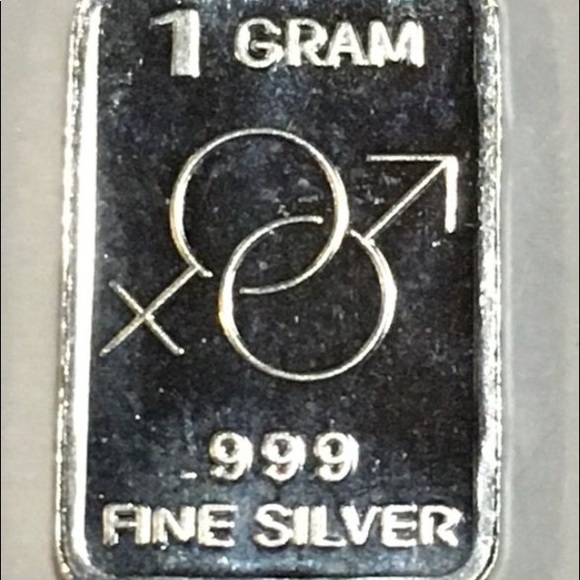 1 GRAM
.999
FINE SILVER